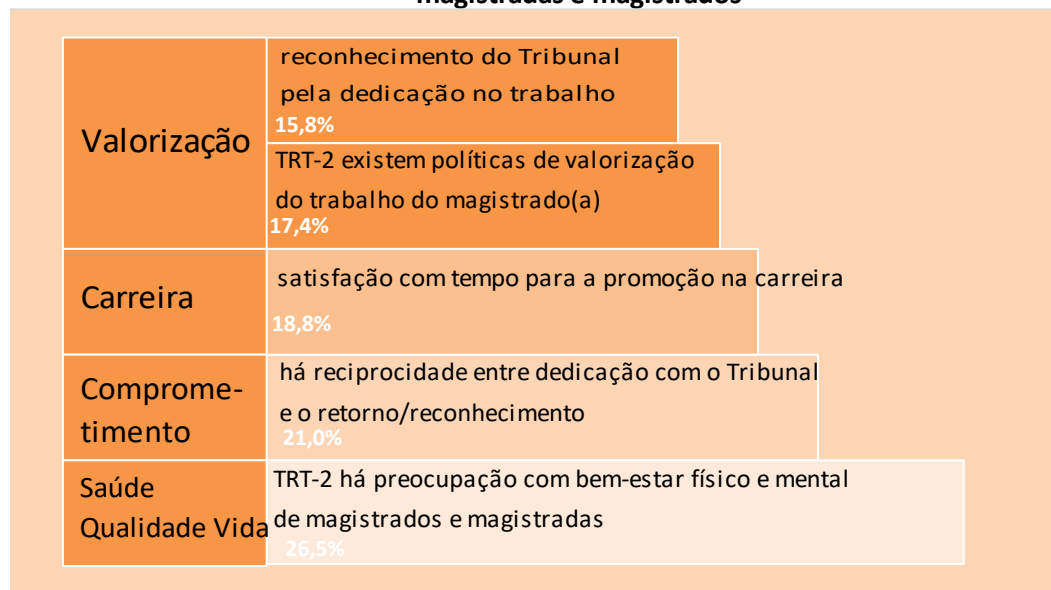 magistradas e magistrados
Valorização
reconhecimento do Tribunal
pela dedicação no trabalho
15,8%
TRT-2 existem políticas de valorização
do trabalho do magistrado(a)
17,4%
Carreira
satisfação com tempo para a promoção na carreira
18,8%
Comprome-
timento
há reciprocidade entre dedicação com o Tribunal
e o retorno/reconhecimento
21,0%
Saúde
Qualidade Vida
TRT-2 há preocupação com bem-estar físico e mental
de magistrados e magistradas
26,5%